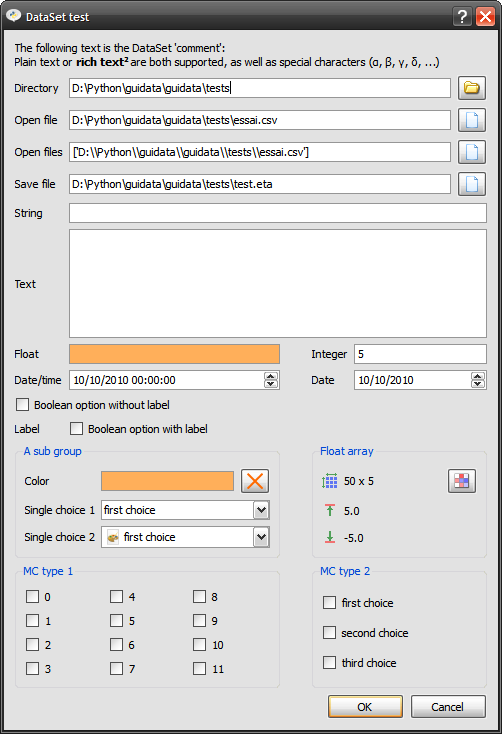 DataSet test
The following text is the DataSet 'comment':
Plain text or rich text² are both supported, as well as special characters (α, β, γ, δ, ...)
Directory D:\Python\guidata\guidata\tests
Open file D:\Python\guidata\guidata\tests\essai.csv
Open files ['D:\\Python\\guidata\\guidata\\tests\\essai.csv']
Save file D:\Python\guidata\guidata\tests\test.eta
String
Text
Float Integer 5
Date/time 10/10/2010 00:00:00 Date 10/10/2010
Boolean option without label
Label Boolean option with label
A sub group
Color
Single choice 1 first choice
Single choice 2 first choice
Float array
50 x 5
5.0
-5.0
MC type 1
0 4 8
1 5 9
2 6 10
3 7 11
MC type 2
first choice
second choice
third choice
OK Cancel